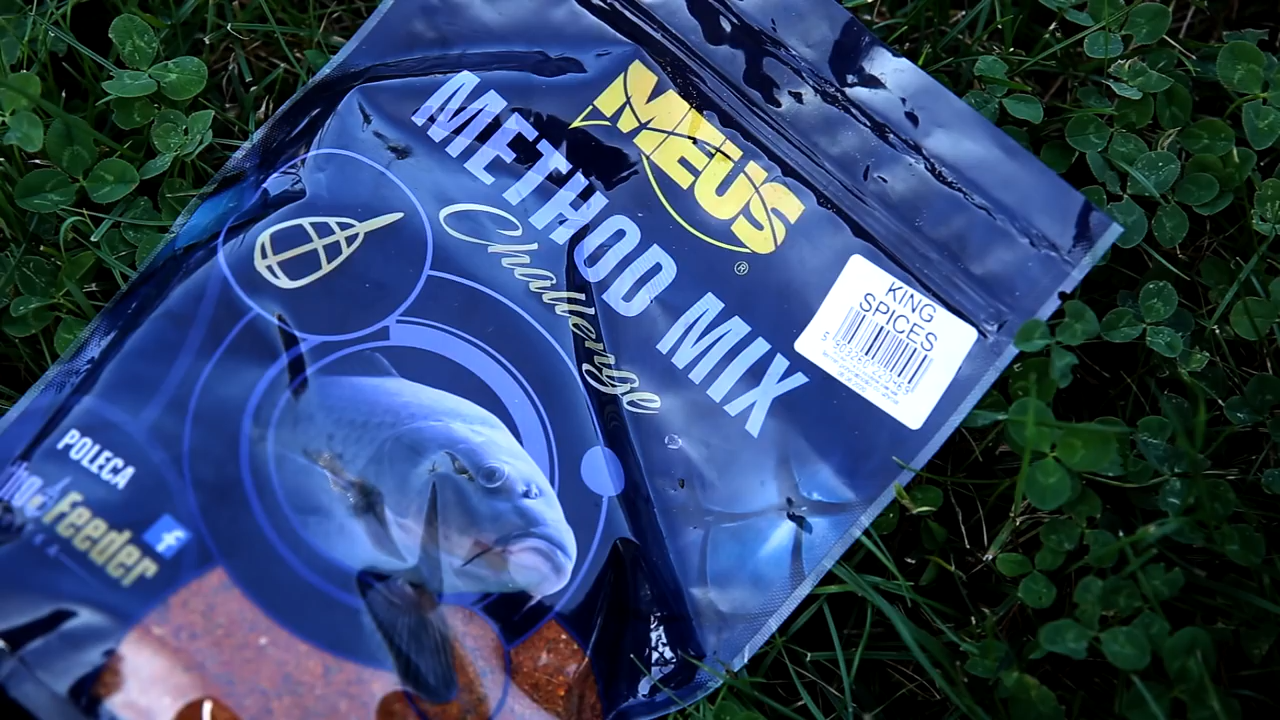 MEUS
®
METHOD MIX
Challenge
KING
SPICES
POLECA
Feeder
f